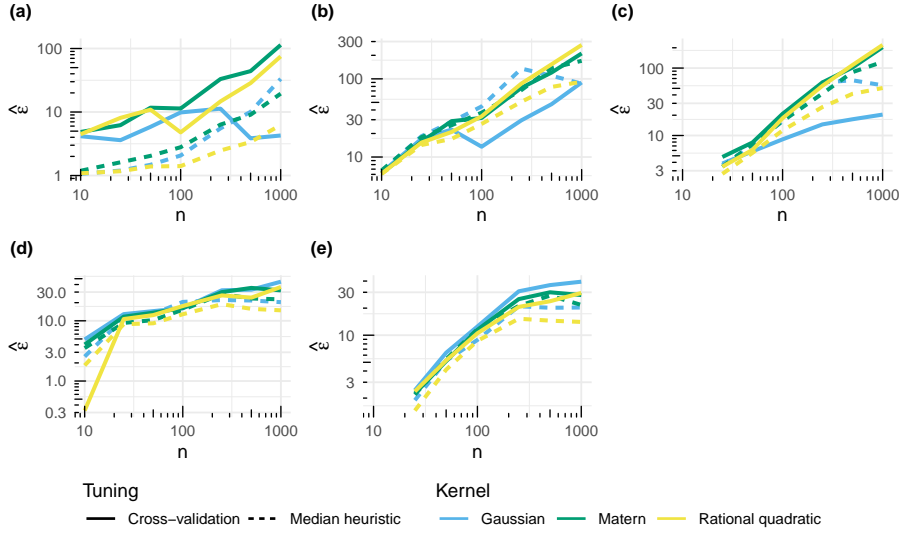 (a)
(b)
(c)
100
10
1
ε̂
10
100
1000
n
300
100
30
10
ε̂
10
100
1000
n
100
30
10
3
ε̂
10
100
1000
n
(d)
(e)
30.0
10.0
3.0
1.0
0.3
ε̂
10
100
1000
n
30
10
3
ε̂
10
100
1000
n
Tuning
Cross−validation
Median heuristic
Kernel
Gaussian
Matern
Rational quadratic